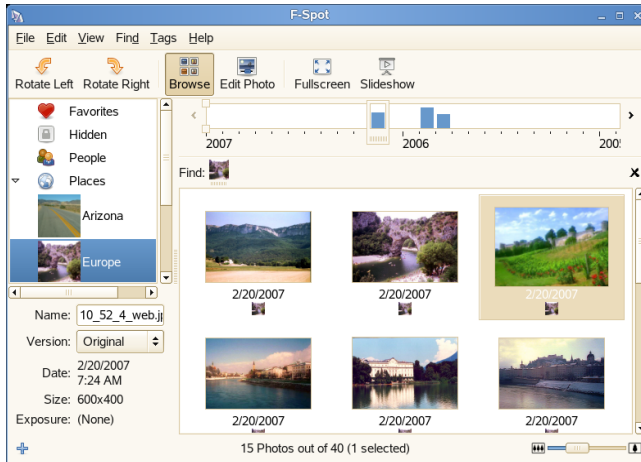 F-Spot
File Edit View Find Tags Help
Rotate Left Rotate Right Browse Edit Photo Fullscreen Slideshow
Favorites
Hidden
People
Places
Arizona
Europe
2007 2006 200
Find:
2/20/2007 2/20/2007 2/20/2007
2/20/2007 2/20/2007 2/20/2007
Name: 10_52_4_web.jp
Version: Original
Date: 2/20/2007
7:24 AM
Size: 600x400
Exposure: (None)
15 Photos out of 40 (1 selected)